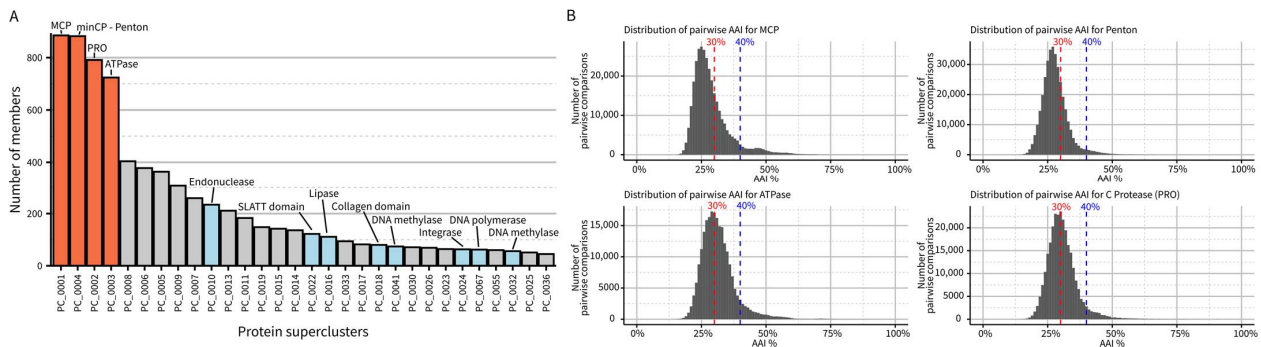 A
MCP
minCP - Penton
PRO
ATPase
Endonuclease
SLATT domain
Lipase
Collagen domain
DNA methylase
Integrase
DNA polymerase
DNA methylase
Number of members
800
600
400
200
0
PC_0001
PC_0004
PC_0002
PC_0003
PC_0008
PC_0006
PC_0005
PC_0009
PC_0007
PC_0010
PC_0013
PC_0011
PC_0019
PC_0015
PC_0014
PC_0022
PC_0016
PC_0033
PC_0017
PC_0018
PC_0041
PC_0030
PC_0026
PC_0023
PC_0024
PC_0067
PC_0055
PC_0032
PC_0025
PC_0036
Protein superclusters
B
Distribution of pairwise AAI for MCP
30%
40%
Number of
pairwise comparisons
20,000
10,000
0
0%
25%
50%
75%
100%
AAI %
Distribution of pairwise AAI for Penton
30%
40%
Number of
pairwise comparisons
30,000
20,000
10,000
0
0%
25%
50%
75%
100%
AAI %
Distribution of pairwise AAI for ATPase
30%
40%
Number of
pairwise comparisons
15,000
10,000
5000
0
0%
25%
50%
75%
100%
AAI %
Distribution of pairwise AAI for C Protease (PRO)
30%
40%
Number of
pairwise comparisons
20,000
15,000
10,000
5000
0
0%
25%
50%
75%
100%
AAI %